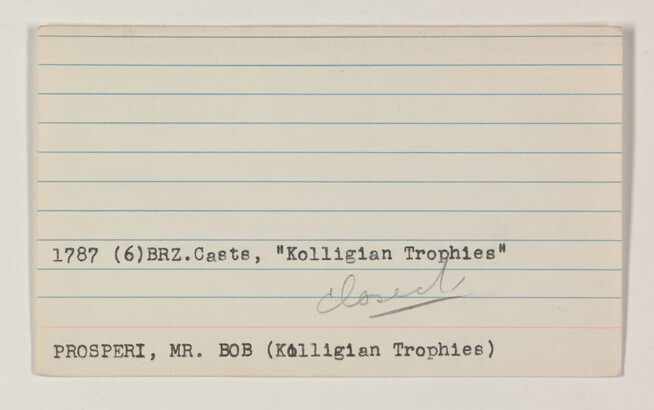 1787 (6)BRZ.Casts, "Kolligian Trophies"
closed
PROSPERI, MR. BOB (Kolligian Trophies)